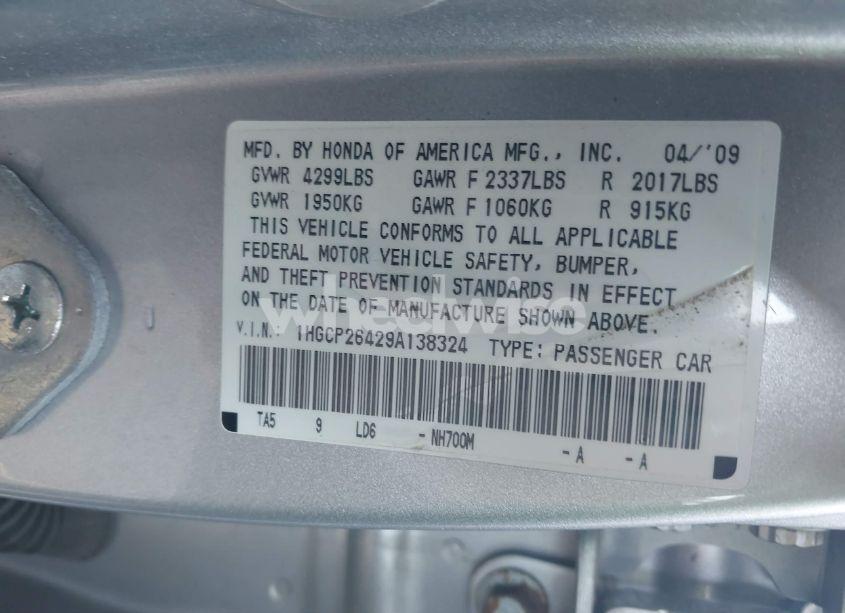 MFD. BY HONDA OF AMERICA MFG., INC. 04/'09
GVWR 4299LBS GAWR F 2337LBS R 2017LBS
GVWR 1950KG GAWR F 1060KG R 915KG
THIS VEHICLE CONFORMS TO ALL APPLICABLE
FEDERAL MOTOR VEHICLE SAFETY, BUMPER,
AND THEFT PREVENTION STANDARDS IN EFFECT
ON THE DATE OF MANUFACTURE SHOWN ABOVE.
V.I.N.: 1HGCP26429A138324 TYPE: PASSENGER CAR
TA5 9 LD6 - NH700M - A - A